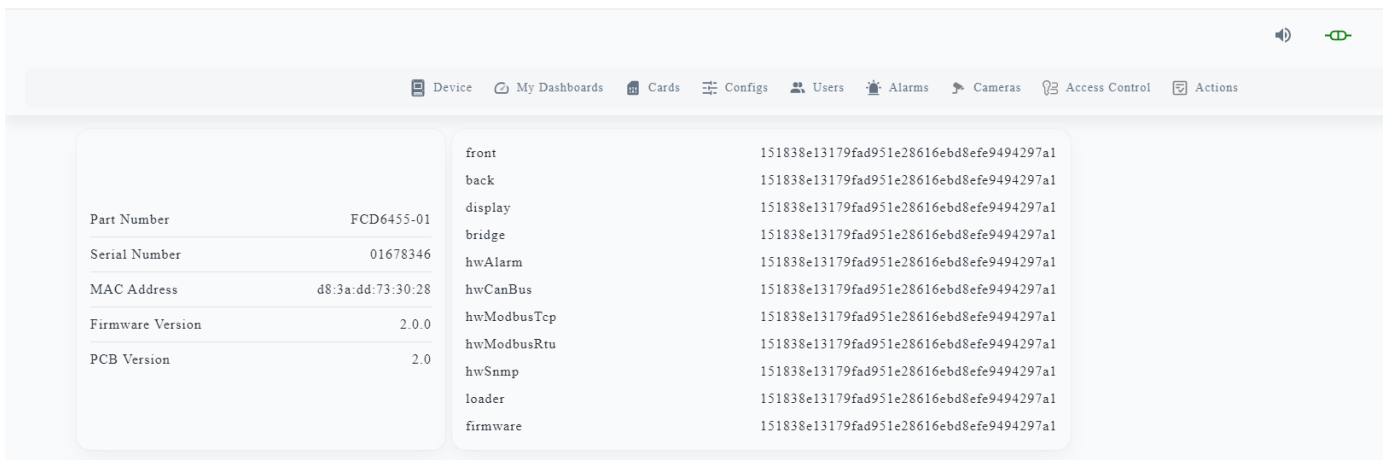 Device My Dashboards Cards Configs Users Alarms Cameras Access Control Actions
Part Number FCD6455-01
Serial Number 01678346
MAC Address d8:3a:dd:73:30:28
Firmware Version 2.0.0
PCB Version 2.0
front 151838e13179fad951e28616ebd8efe9494297a1
back 151838e13179fad951e28616ebd8efe9494297a1
display 151838e13179fad951e28616ebd8efe9494297a1
bridge 151838e13179fad951e28616ebd8efe9494297a1
hwAlarm 151838e13179fad951e28616ebd8efe9494297a1
hwCanBus 151838e13179fad951e28616ebd8efe9494297a1
hwModbusTcp 151838e13179fad951e28616ebd8efe9494297a1
hwModbusRtu 151838e13179fad951e28616ebd8efe9494297a1
hwSnmp 151838e13179fad951e28616ebd8efe9494297a1
loader 151838e13179fad951e28616ebd8efe9494297a1
firmware 151838e13179fad951e28616ebd8efe9494297a1